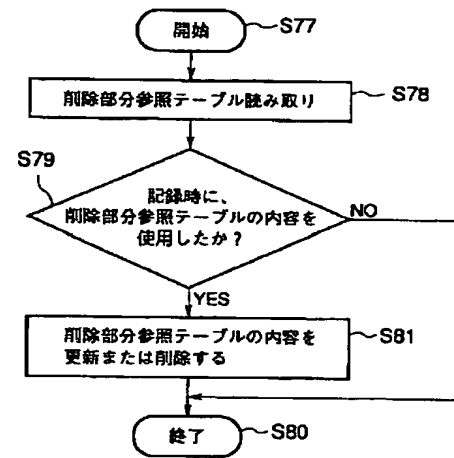 開始
S77
削除部分参照テーブル読み取り
S78
S79
記録時に、
削除部分参照テーブルの内容を
使用したか?
NO
YES
削除部分参照テーブルの内容を
更新または削除する
S81
終了
S80